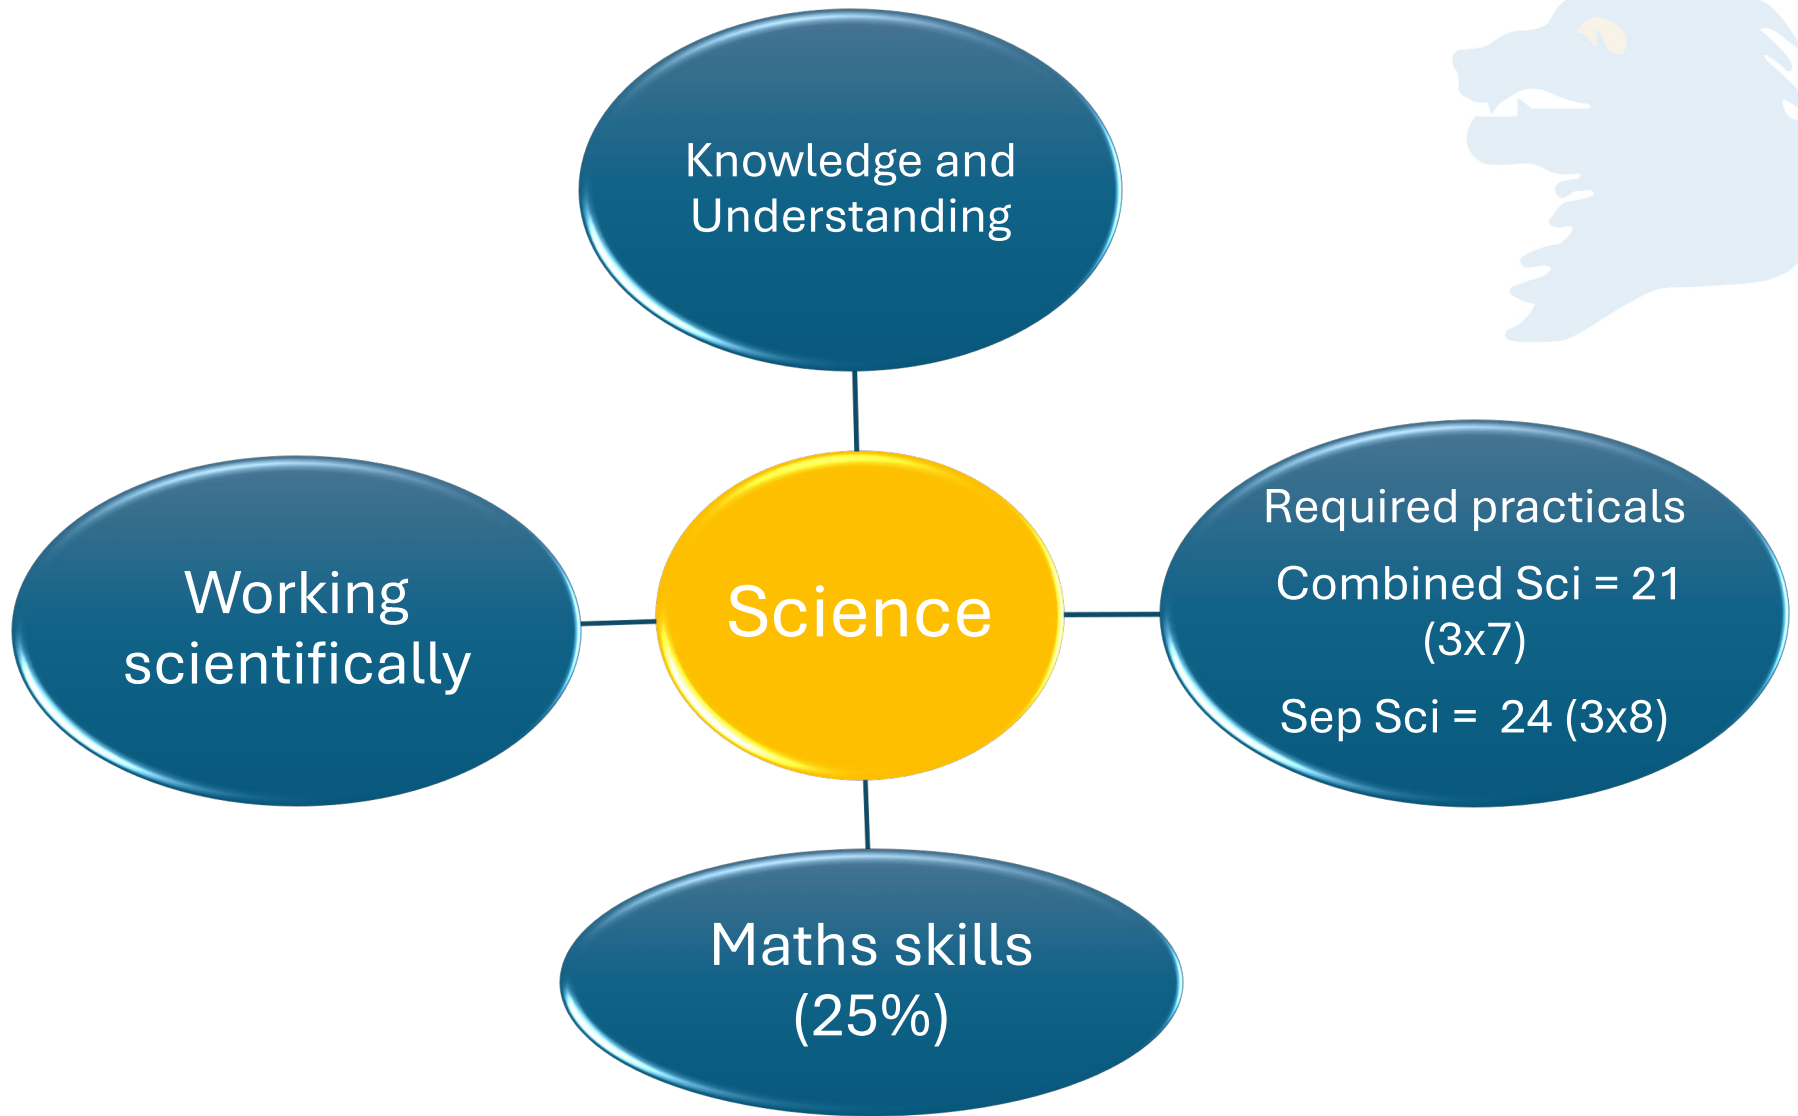 Knowledge and
Understanding
Working
scientifically
Science
Required practicals
Combined Sci = 21
(3x7)
Sep Sci =  24 (3x8)
Maths skills
(25%)